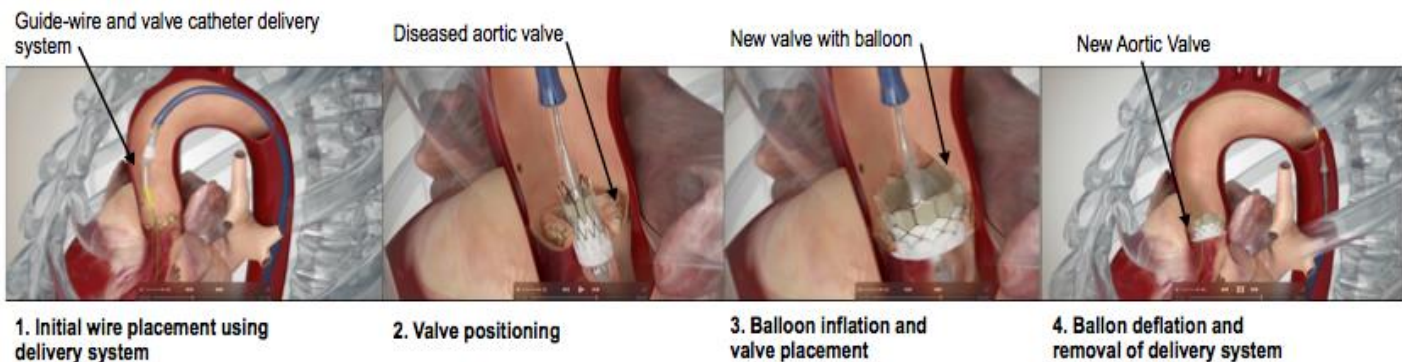 Guide-wire and valve catheter delivery
system
Diseased aortic valve
New valve with balloon
New Aortic Valve
1. Initial wire placement using
delivery system
2. Valve positioning
3. Balloon inflation and
valve placement
4. Ballon deflation and
removal of delivery system